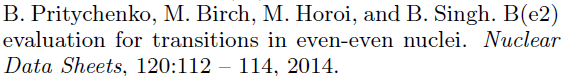 B. Pritychenko, M. Birch, M. Horoi, and B. Singh. B(e2)
evaluation for transitions in even-even nuclei. Nuclear
Data Sheets, 120:112 – 114, 2014.